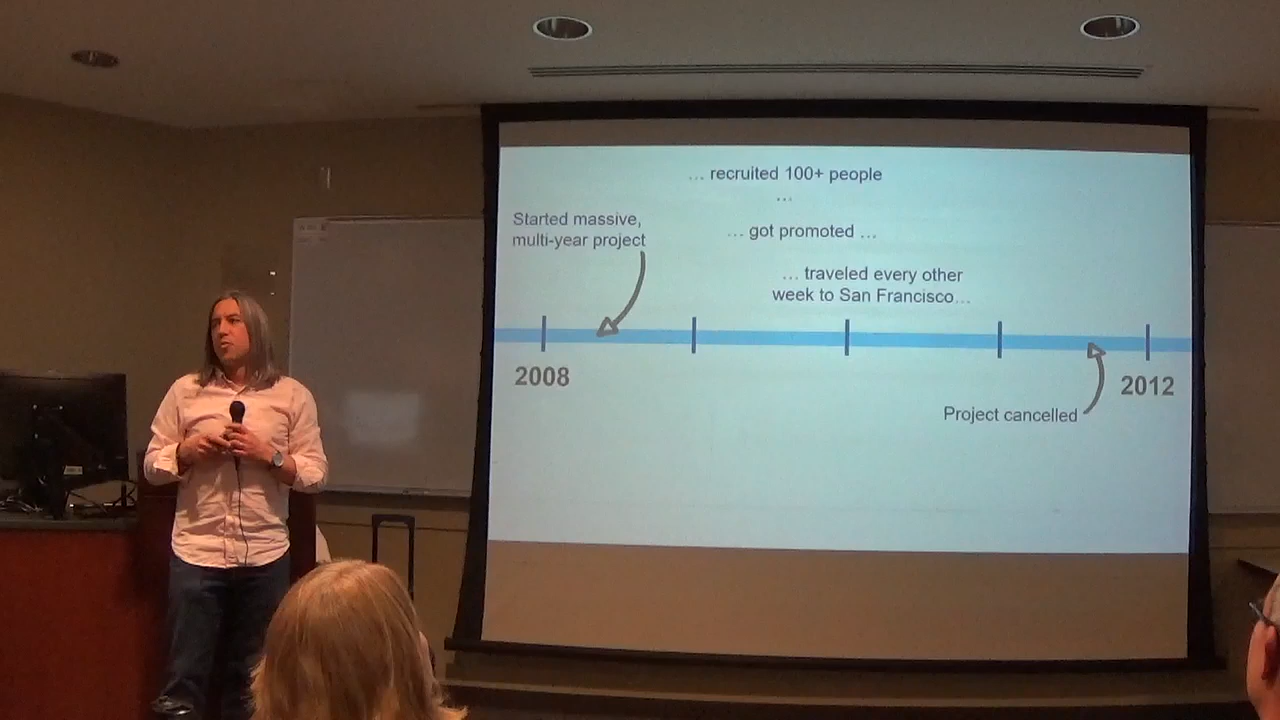 … recruited 100+ people
…
Started massive,
multi-year project
… got promoted …
… traveled every other
week to San Francisco…
2008
2012
Project cancelled